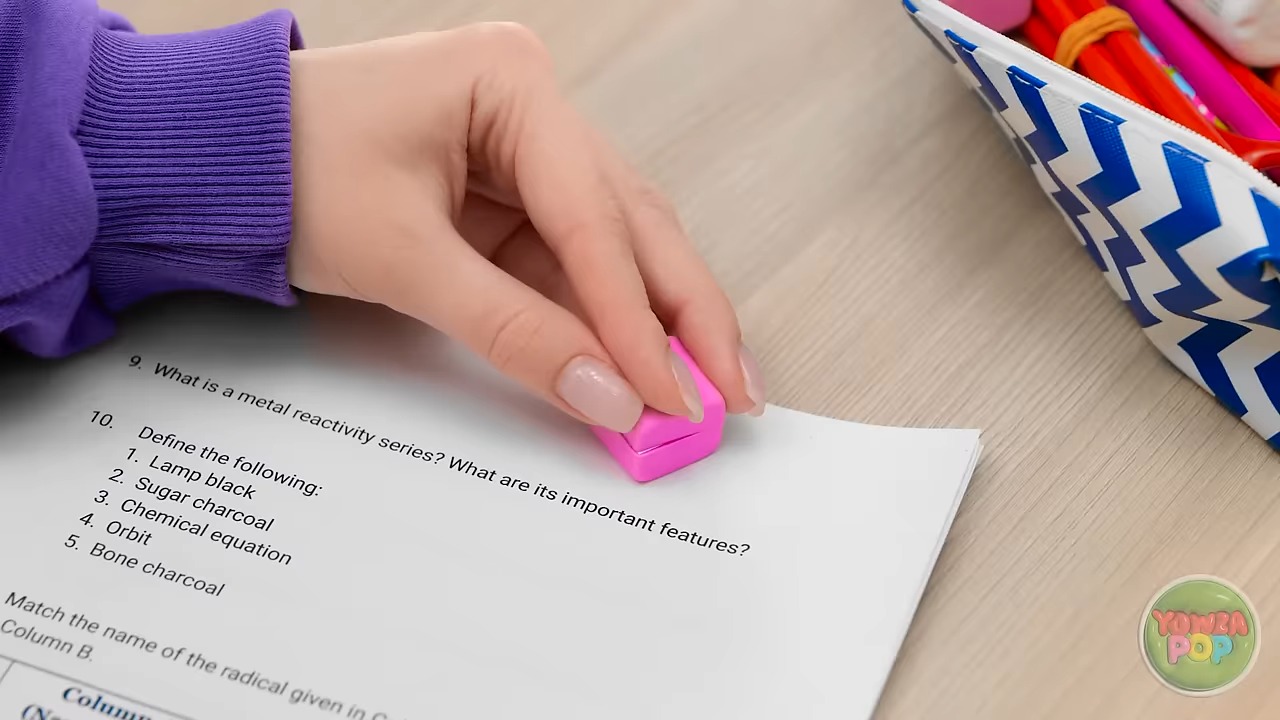 9. What is a metal reactivity series? What are its important features?
10. Define the following:
1. Lamp black
2. Sugar charcoal
3. Chemical equation
4. Orbit
5. Bone charcoal
Match the name of the radical given in
Column B.
YOWZA
POP